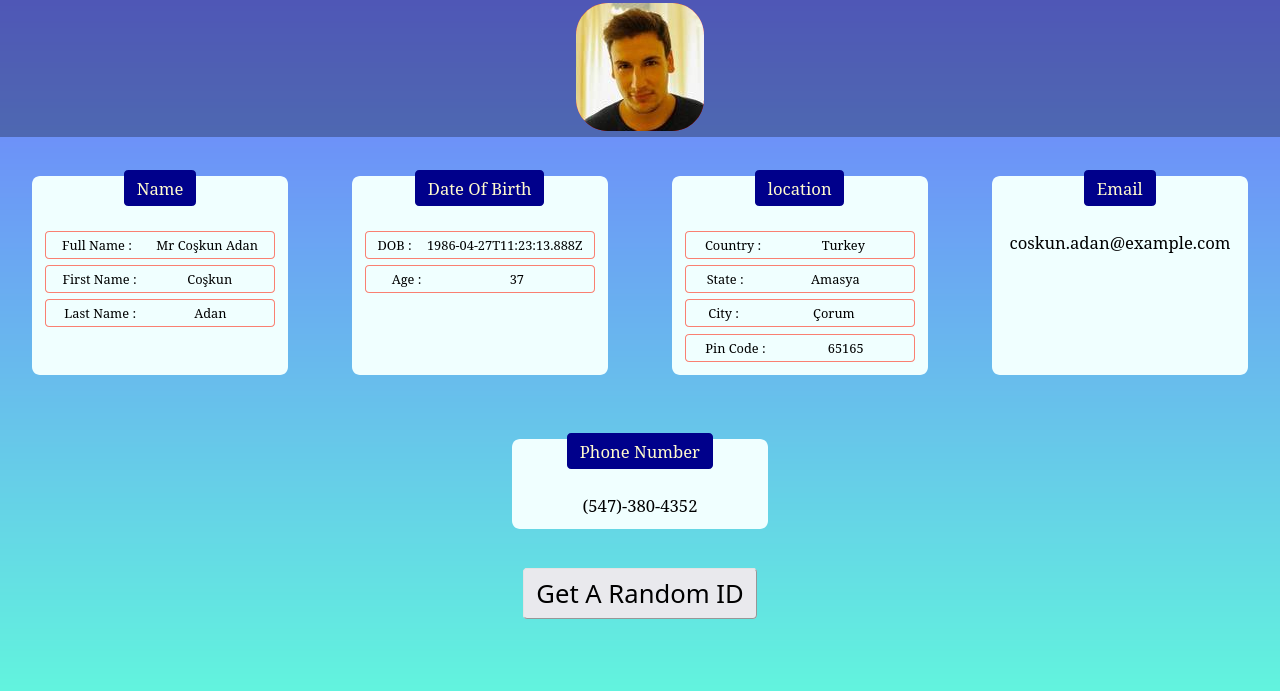 Name
Full Name : Mr Coşkun Adan
First Name : Coşkun
Last Name : Adan
Date Of Birth
DOB : 1986-04-27T11:23:13.888Z
Age : 37
location
Country : Turkey
State : Amasya
City : Çorum
Pin Code : 65165
Email
coskun.adan@example.com
Phone Number
(547)-380-4352
Get A Random ID